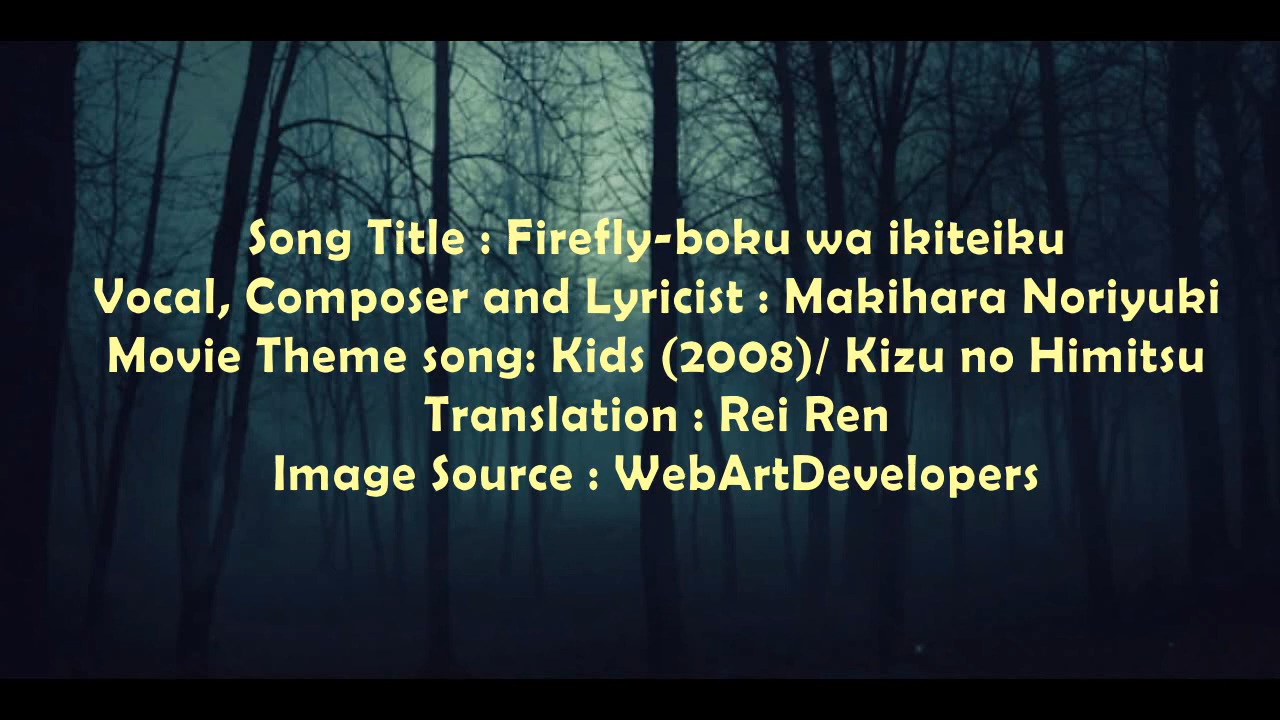 Song Title : Firefly-boku wa ikiteiku
Vocal, Composer and Lyricist : Makihara Noriyuki
Movie Theme song: Kids (2008)/ Kizu no Himitsu
Translation : Rei Ren
Image Source : WebArtDevelopers